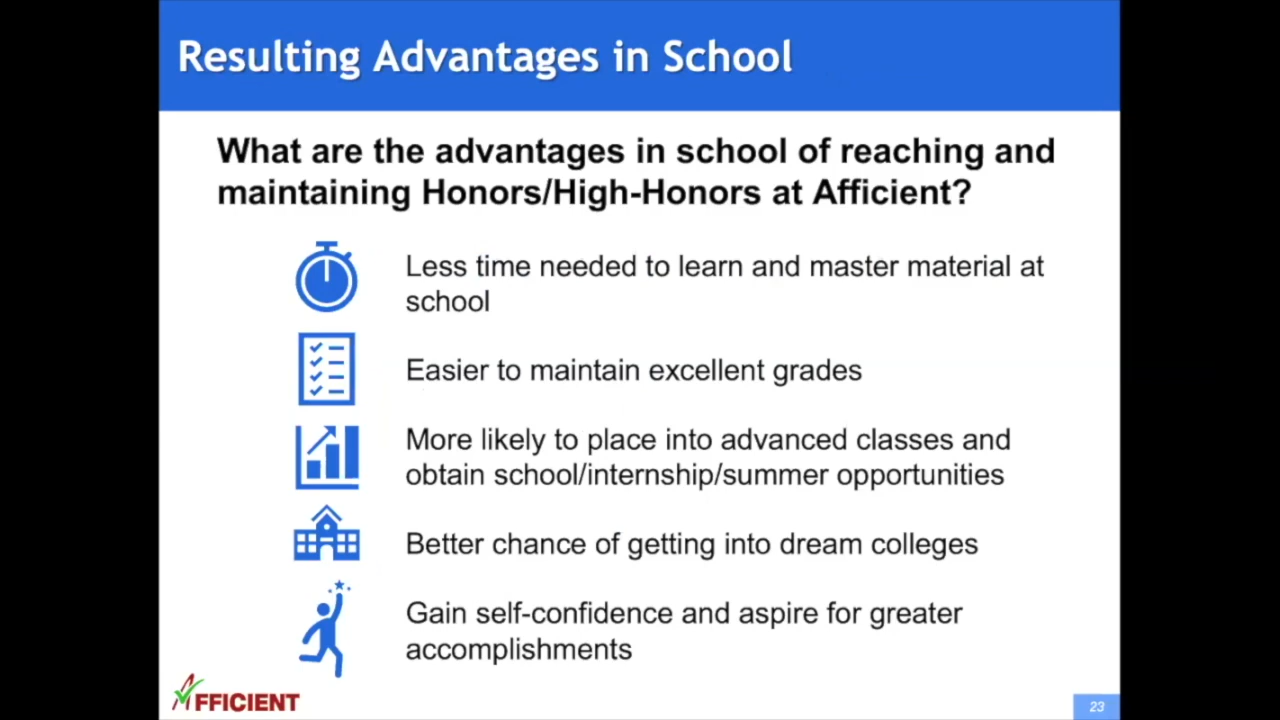 Resulting Advantages in School
What are the advantages in school of reaching and
maintaining Honors/High-Honors at Afficient?
Less time needed to learn and master material at
school
Easier to maintain excellent grades
More likely to place into advanced classes and
obtain school/internship/summer opportunities
Better chance of getting into dream colleges
Gain self-confidence and aspire for greater
accomplishments
AFFICIENT
23